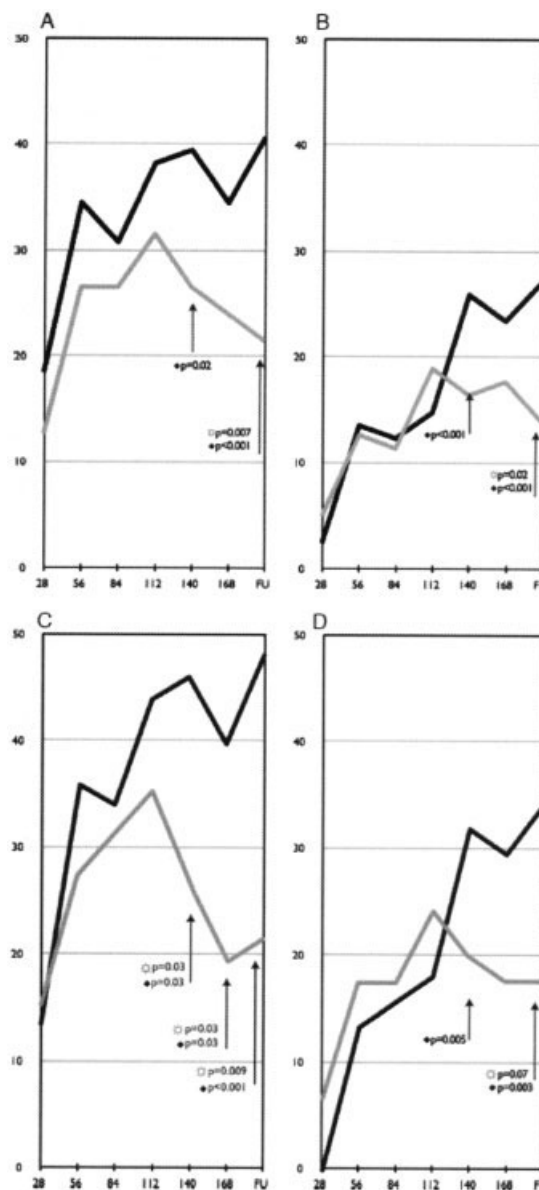 A
50
40
30
20
10
0
◆p=0.02
□p=0.007
◆p<0.001
28 56 84 112 140 168 FU
B
50
40
30
20
10
0
◆p<0.001
□p=0.02
◆p<0.001
28 56 84 112 140 168 F
C
50
40
30
20
10
0
○p=0.03
◆p=0.03
□p=0.03
◆p=0.03
□p=0.009
◆p<0.001
28 56 84 112 140 168 FU
D
50
40
30
20
10
0
◆p=0.005
□p=0.07
◆p=0.003
28 56 84 112 140 168 FU